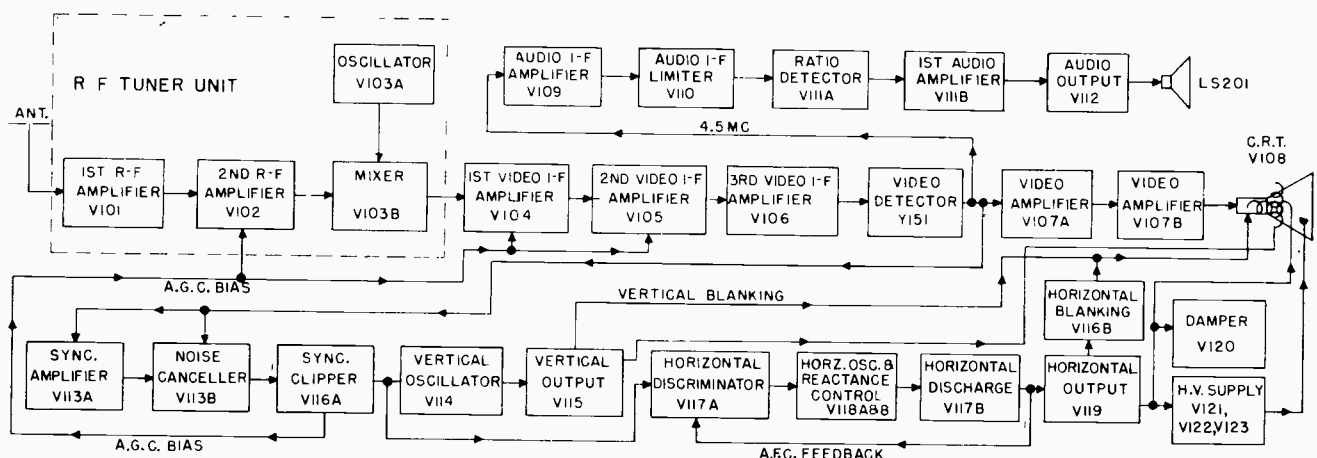 R F TUNER UNIT
ANT.
OSCILLATOR
V103A
1ST R-F
AMPLIFIER
V101
2ND R-F
AMPLIFIER
V102
MIXER
V103B
AUDIO I-F
AMPLIFIER
V109
AUDIO I-F
LIMITER
V110
RATIO
DETECTOR
V111A
1ST AUDIO
AMPLIFIER
V111B
AUDIO
OUTPUT
V112
LS201
4.5 MC
1ST VIDEO I-F
AMPLIFIER
V104
2ND VIDEO I-F
AMPLIFIER
V105
3RD VIDEO I-F
AMPLIFIER
V106
VIDEO
DETECTOR
Y151
VIDEO
AMPLIFIER
V107A
VIDEO
AMPLIFIER
V107B
C.R.T.
V108
A.G.C. BIAS
VERTICAL BLANKING
SYNC.
AMPLIFIER
V113A
NOISE
CANCELLER
V113B
SYNC.
CLIPPER
V116A
VERTICAL
OSCILLATOR
V114
VERTICAL
OUTPUT
V115
HORIZONTAL
DISCRIMINATOR
V117A
HORZ. OSC. &
REACTANCE
CONTROL
V118A&B
HORIZONTAL
DISCHARGE
V117B
HORIZONTAL
BLANKING
V116B
HORIZONTAL
OUTPUT
V119
DAMPER
V120
H.V. SUPPLY
V121,
V122,V123
A.G.C. BIAS
A.F.C. FEEDBACK